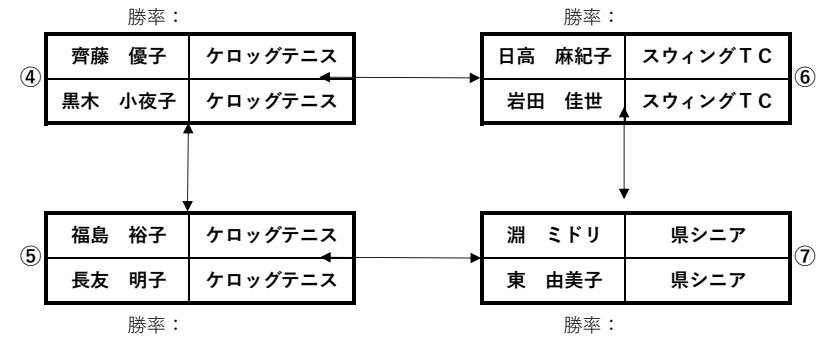 勝率： 勝率：
齊藤　優子 ケロッグテニス 日高　麻紀子 スウィングＴＣ
④ ⑥
黒木　小夜子 ケロッグテニス 岩田　佳世 スウィングＴＣ
福島　裕子 ケロッグテニス 淵　ミドリ 県シニア
⑤ ⑦
長友　明子 ケロッグテニス 東　由美子 県シニア
勝率： 勝率：